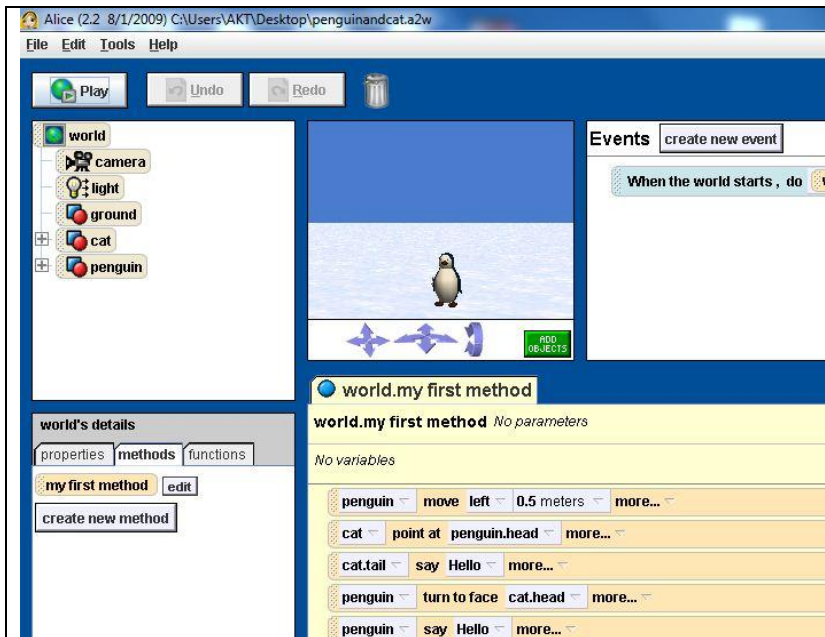 Alice (2.2 8/1/2009) C:\Users\AKT\Desktop\penguinandcat.a2w
File Edit Tools Help
Play Undo Redo
world
camera
light
ground
cat
penguin
ADD OBJECTS
Events create new event
When the world starts , do
world's details
properties methods functions
my first method edit
create new method
world.my first method
world.my first method No parameters
No variables
penguin move left 0.5 meters more...
cat point at penguin.head more...
cat.tail say Hello more...
penguin turn to face cat.head more...
penguin say Hello more...